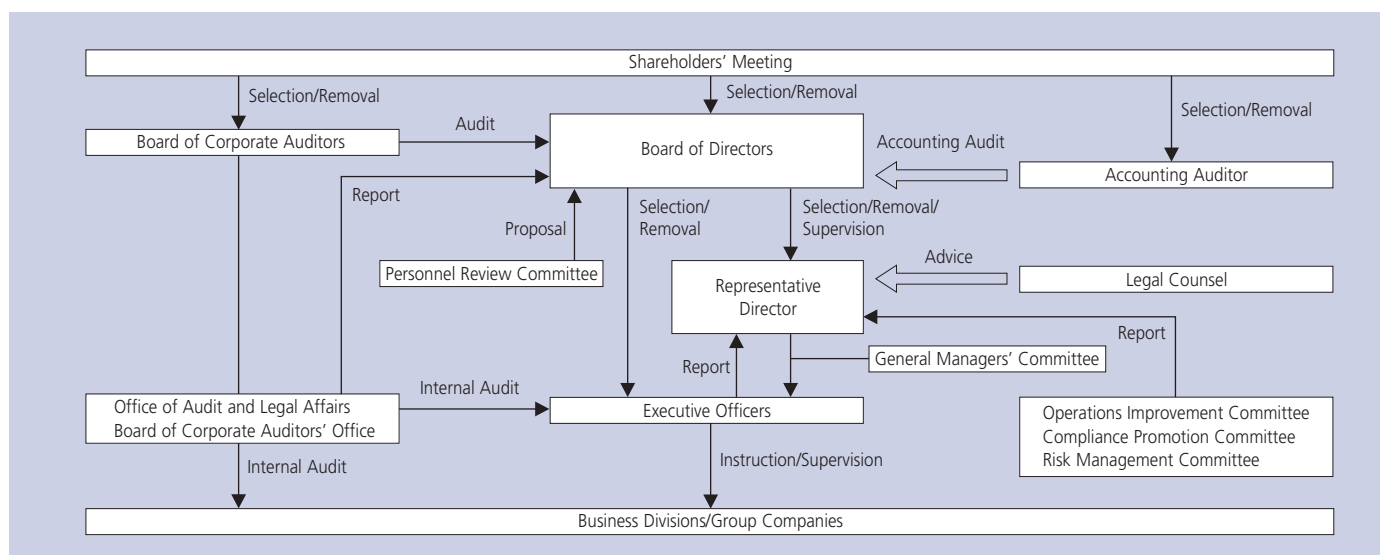 Shareholders’ Meeting
Selection/Removal
Selection/Removal
Selection/Removal
Board of Corporate Auditors
Audit
Board of Directors
Accounting Audit
Accounting Auditor
Report
Proposal
Selection/
Removal
Selection/Removal/
Supervision
Personnel Review Committee
Representative
Director
Advice
Legal Counsel
Report
General Managers’ Committee
Report
Office of Audit and Legal Affairs
Board of Corporate Auditors’ Office
Internal Audit
Executive Officers
Operations Improvement Committee
Compliance Promotion Committee
Risk Management Committee
Internal Audit
Instruction/Supervision
Business Divisions/Group Companies